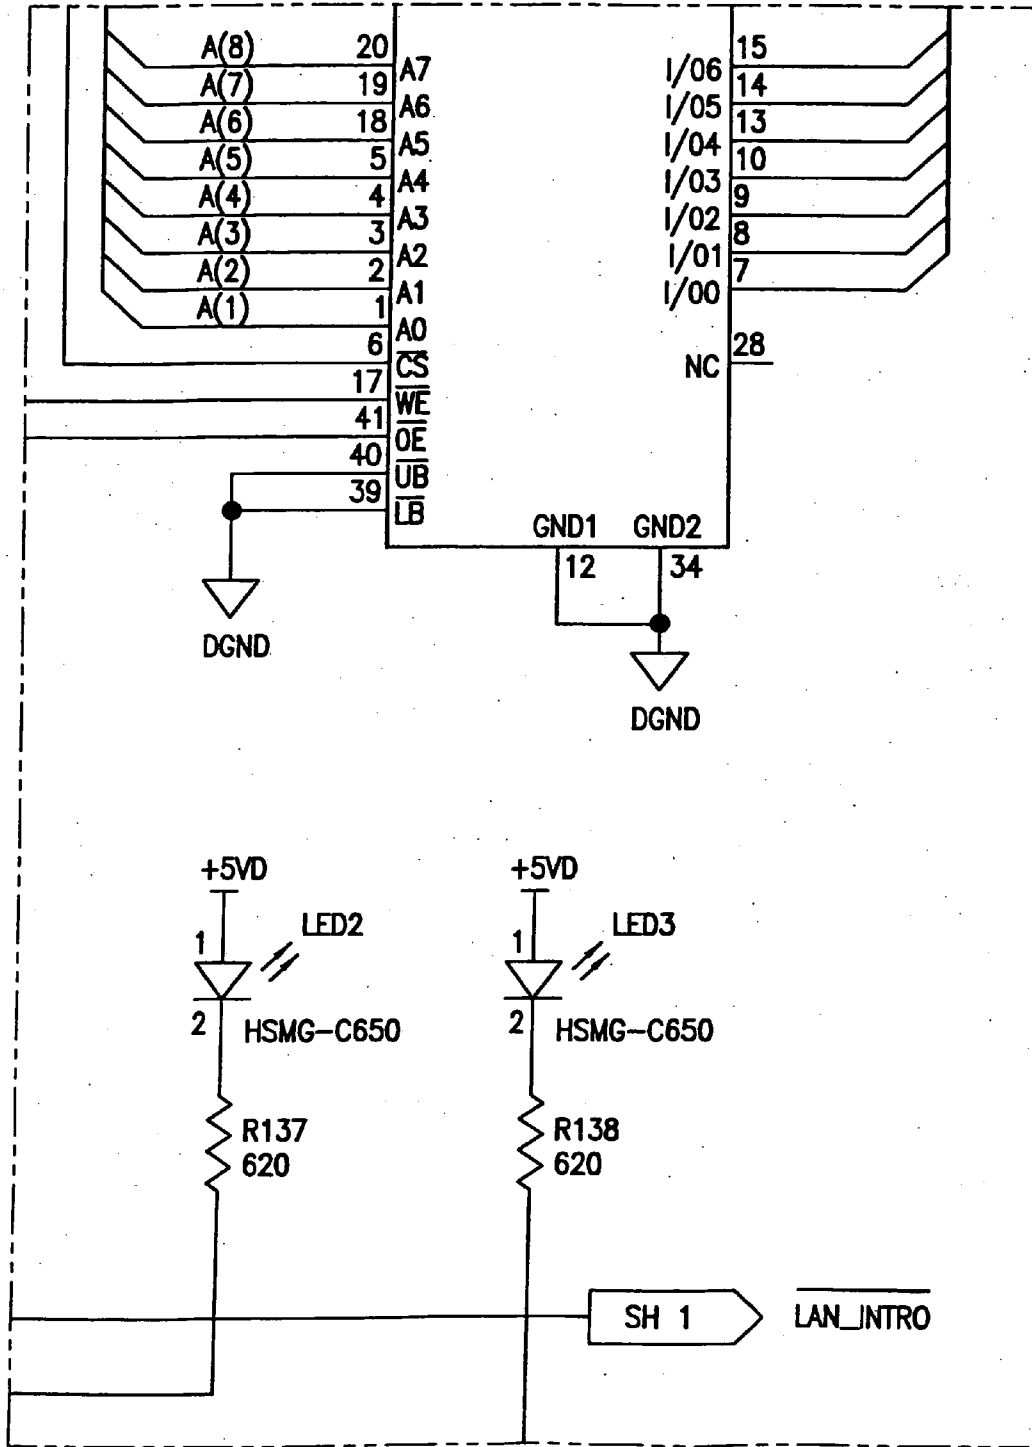 A(8) 20 A7 I/06 15
A(7) 19 A6 I/05 14
A(6) 18 A5 I/04 13
A(5) 5 A4 I/03 10
A(4) 4 A3 I/02 9
A(3) 3 A2 I/01 8
A(2) 2 A1 I/00 7
A(1) 1 A0
6 CS NC 28
17 WE
41 OE
40 UB
39 LB
GND1 GND2
12 34
DGND
DGND
+5VD +5VD
1 LED2 1 LED3
2 HSMG-C650 2 HSMG-C650
R137 R138
620 620
SH 1 LAN_INTRO